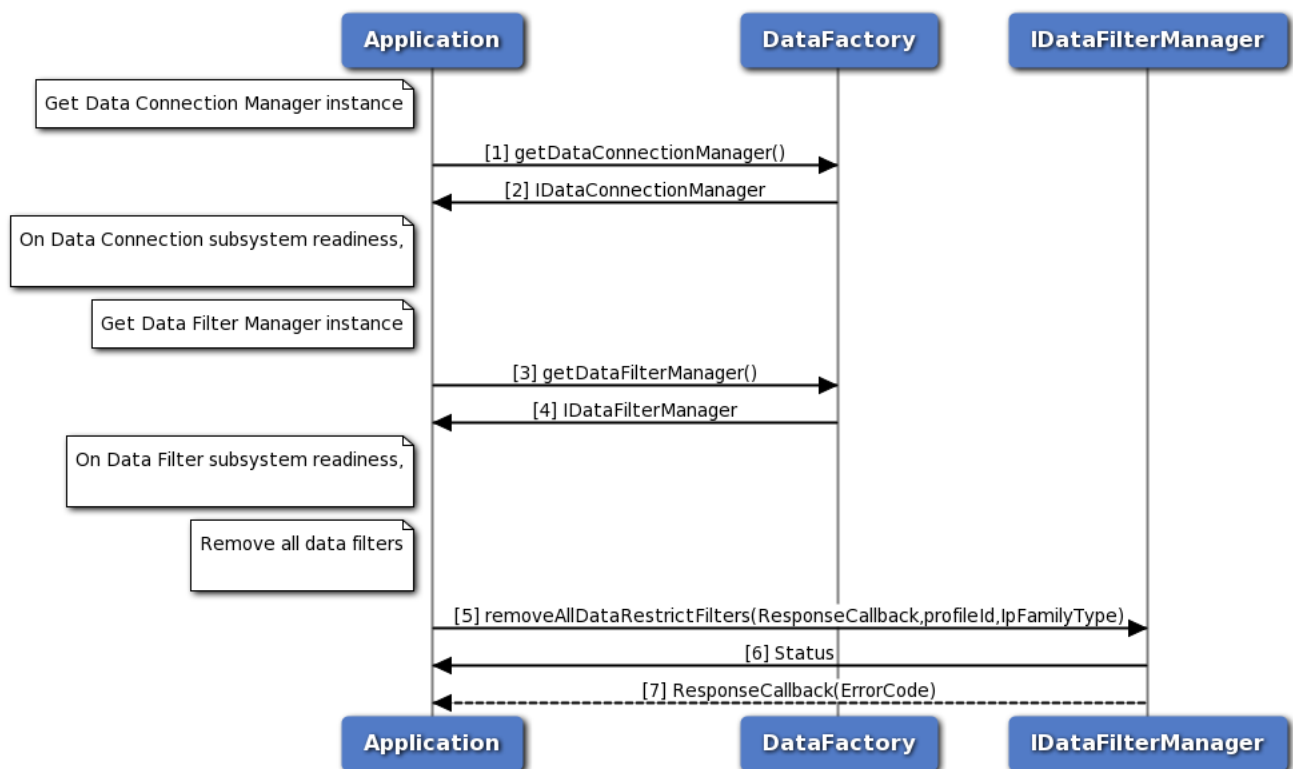 Application
DataFactory
IDataFilterManager
Get Data Connection Manager instance
[1] getDataConnectionManager()
[2] IDataConnectionManager
On Data Connection subsystem readiness,
Get Data Filter Manager instance
[3] getDataFilterManager()
[4] IDataFilterManager
On Data Filter subsystem readiness,
Remove all data filters
[5] removeAllDataRestrictFilters(ResponseCallback,profileId,IpFamilyType)
[6] Status
[7] ResponseCallback(ErrorCode)
Application
DataFactory
IDataFilterManager